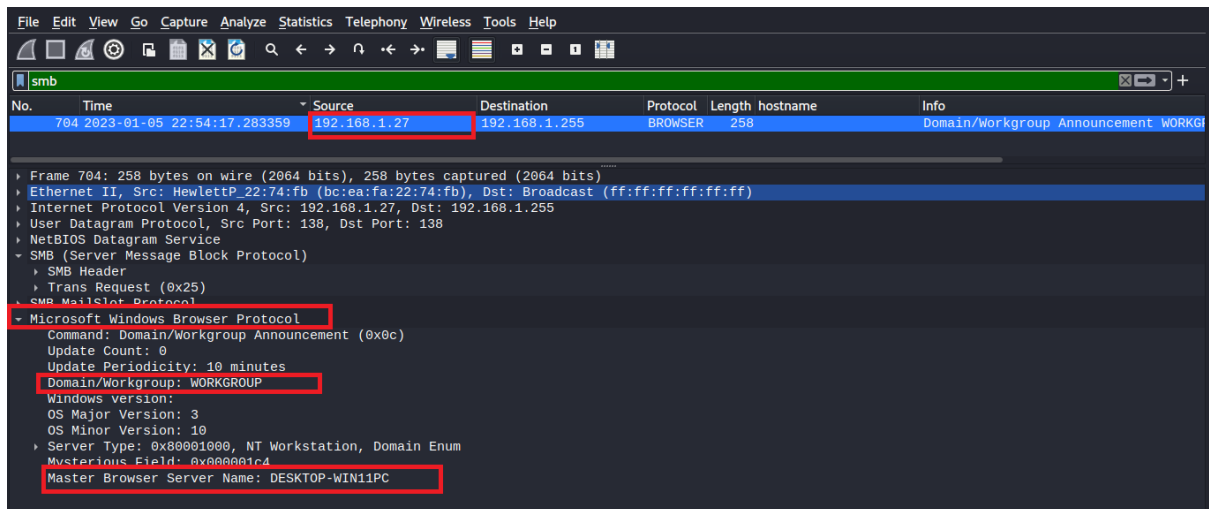 File Edit View Go Capture Analyze Statistics Telephony Wireless Tools Help
smb
No. Time Source Destination Protocol Length hostname Info
704 2023-01-05 22:54:17.283359 192.168.1.27 192.168.1.255 BROWSER 258 Domain/Workgroup Announcement WORKGR
Frame 704: 258 bytes on wire (2064 bits), 258 bytes captured (2064 bits)
Ethernet II, Src: HewlettP_22:74:fb (bc:ea:fa:22:74:fb), Dst: Broadcast (ff:ff:ff:ff:ff:ff)
Internet Protocol Version 4, Src: 192.168.1.27, Dst: 192.168.1.255
User Datagram Protocol, Src Port: 138, Dst Port: 138
NetBIOS Datagram Service
SMB (Server Message Block Protocol)
SMB Header
Trans Request (0x25)
SMB MailSlot Protocol
Microsoft Windows Browser Protocol
Command: Domain/Workgroup Announcement (0x0c)
Update Count: 0
Update Periodicity: 10 minutes
Domain/Workgroup: WORKGROUP
Windows version:
OS Major Version: 3
OS Minor Version: 10
Server Type: 0x80001000, NT Workstation, Domain Enum
Mysterious Field: 0x000001c4
Master Browser Server Name: DESKTOP-WIN11PC